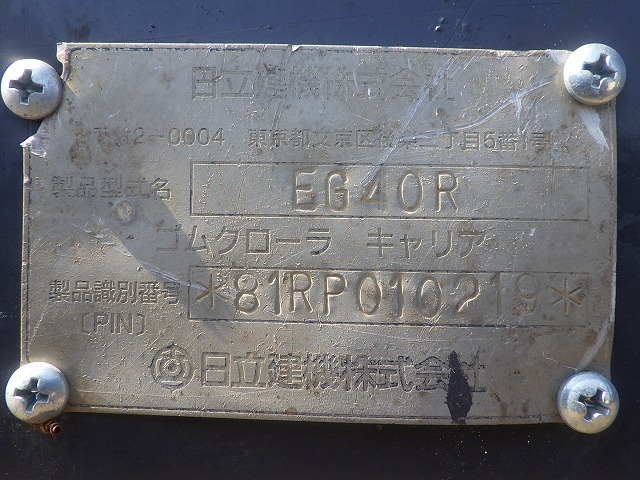 日立建機株式会社
〒112-0004 東京都文京区後楽二丁目5番1号
製品型式名 EG40R
ゴムクローラ キャリア
製品識別番号 *81RP010219*
[PIN]
日立建機株式会社